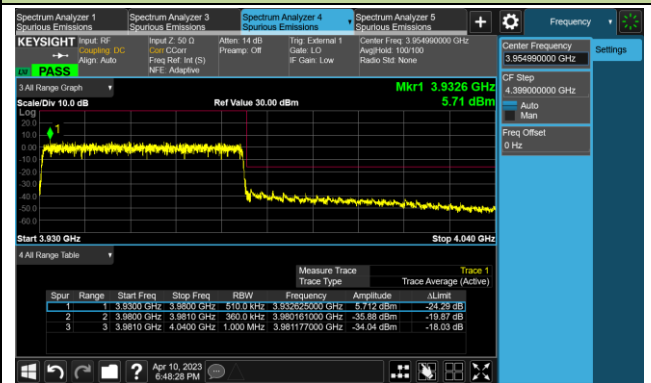 Spectrum Analyzer 1
Spurious Emissions
Spectrum Analyzer 3
Spurious Emissions
Spectrum Analyzer 4
Spurious Emissions
Spectrum Analyzer 5
Spurious Emissions
+
Frequency
KEYSIGHT
PASS
Input: RF
Coupling: DC
Align: Auto
Input Z: 50 Ω
Corr CCorr
Freq Ref: Int (S)
NFE: Adaptive
Atten: 14 dB
Preamp: Off
Trig: External 1
Gate: LO
IF Gain: Low
Center Freq: 3.954990000 GHz
Avg|Hold: 100/100
Radio Std: None
Center Frequency
3.954990000 GHz
Settings
CF Step
4.399000000 GHz
Auto
Man
Freq Offset
0 Hz
3 All Range Graph
Mkr1 3.9326 GHz
5.71 dBm
Scale/Div 10.0 dB
Ref Value 30.00 dBm
Log
20.0
10.0
0.00
-10.0
-20.0
-30.0
-40.0
-50.0
-60.0
1
Start 3.930 GHz
Stop 4.040 GHz
4 All Range Table
Measure Trace Trace 1
Trace Type Trace Average (Active)
Spur Range Start Freq Stop Freq RBW Frequency Amplitude ΔLimit
1 1 3.9300 GHz 3.9800 GHz 510.0 kHz 3.932625000 GHz 5.712 dBm -24.29 dB
2 2 3.9800 GHz 3.9810 GHz 360.0 kHz 3.980161000 GHz -35.88 dBm -19.87 dB
3 3 3.9810 GHz 4.0400 GHz 1.000 MHz 3.981177000 GHz -34.04 dBm -18.03 dB
?
Apr 10, 2023
6:48:28 PM